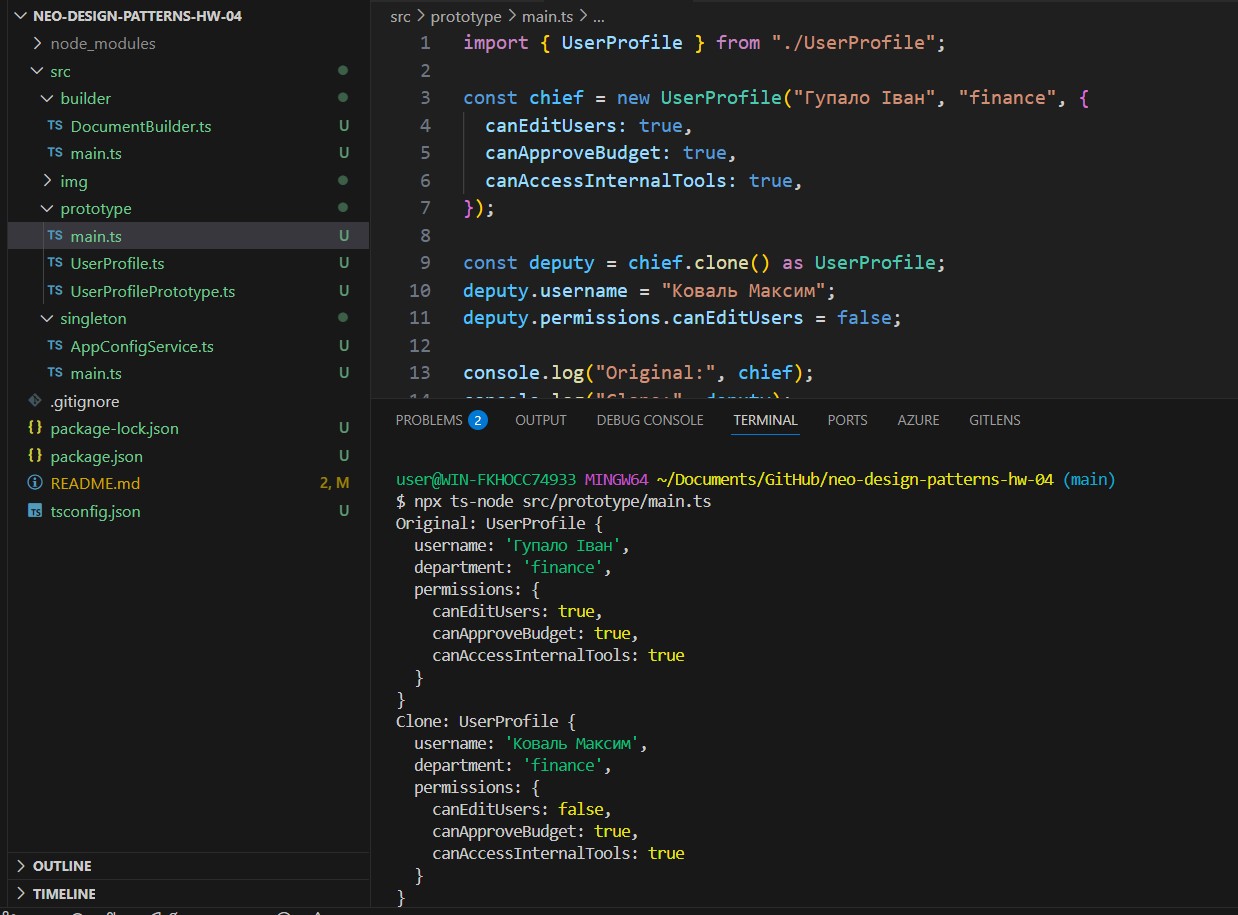 NEO-DESIGN-PATTERNS-HW-04
node_modules
src
builder
TS DocumentBuilder.ts U
TS main.ts U
img
prototype
TS main.ts U
TS UserProfile.ts U
TS UserProfilePrototype.ts U
singleton
TS AppConfigService.ts U
TS main.ts U
.gitignore
{} package-lock.json U
{} package.json U
README.md 2, M
TS tsconfig.json U
OUTLINE
TIMELINE
src > prototype > main.ts > ...
1 import { UserProfile } from "./UserProfile";
2
3 const chief = new UserProfile("Гупало Іван", "finance", {
4 canEditUsers: true,
5 canApproveBudget: true,
6 canAccessInternalTools: true,
7 });
8
9 const deputy = chief.clone() as UserProfile;
10 deputy.username = "Коваль Максим";
11 deputy.permissions.canEditUsers = false;
12
13 console.log("Original:", chief);
14 console.log("Clone:", deputy);
PROBLEMS 2 OUTPUT DEBUG CONSOLE TERMINAL PORTS AZURE GITLENS
user@WIN-FKHOCC74933 MINGW64 ~/Documents/GitHub/neo-design-patterns-hw-04 (main)
$ npx ts-node src/prototype/main.ts
Original: UserProfile {
username: 'Гупало Іван',
department: 'finance',
permissions: {
canEditUsers: true,
canApproveBudget: true,
canAccessInternalTools: true
}
}
Clone: UserProfile {
username: 'Коваль Максим',
department: 'finance',
permissions: {
canEditUsers: false,
canApproveBudget: true,
canAccessInternalTools: true
}
}